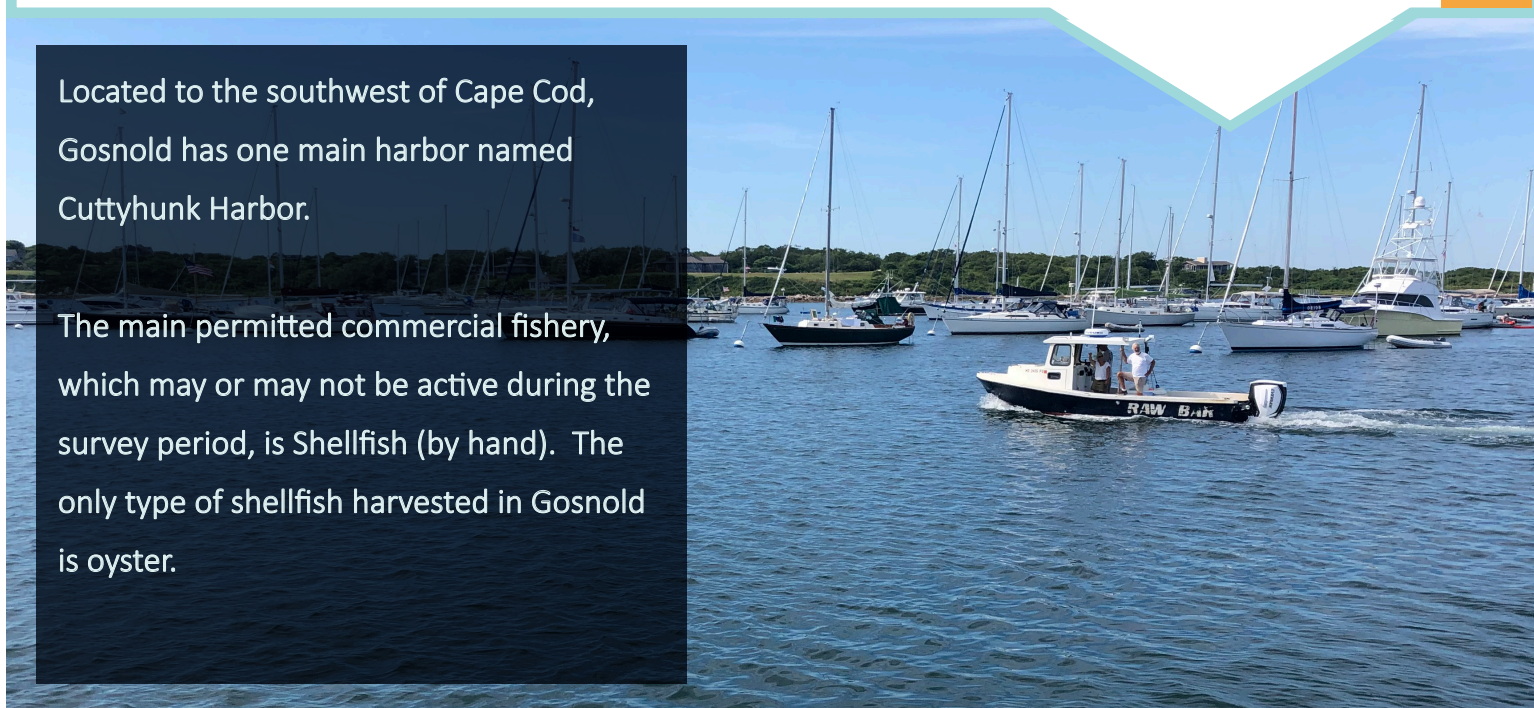 Located to the southwest of Cape Cod,
Gosnold has one main harbor named
Cuttyhunk Harbor.
The main permitted commercial fishery,
which may or may not be active during the
survey period, is Shellfish (by hand).  The
only type of shellfish harvested in Gosnold
is oyster.
RAW BAR